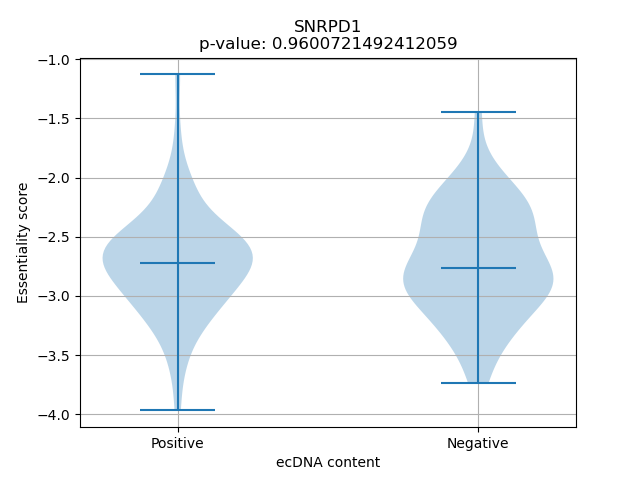 SNRPD1
p-value: 0.9600721492412059
−1.0
−1.5
−2.0
−2.5
−3.0
−3.5
−4.0
Essentiality score
Positive
Negative
ecDNA content